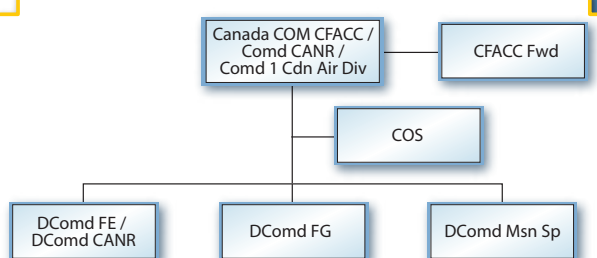 Canada COM CFACC /
Comd CANR /
Comd 1 Cdn Air Div
CFACC Fwd
COS
DComd FE /
DComd CANR
DComd FG
DComd Msn Sp